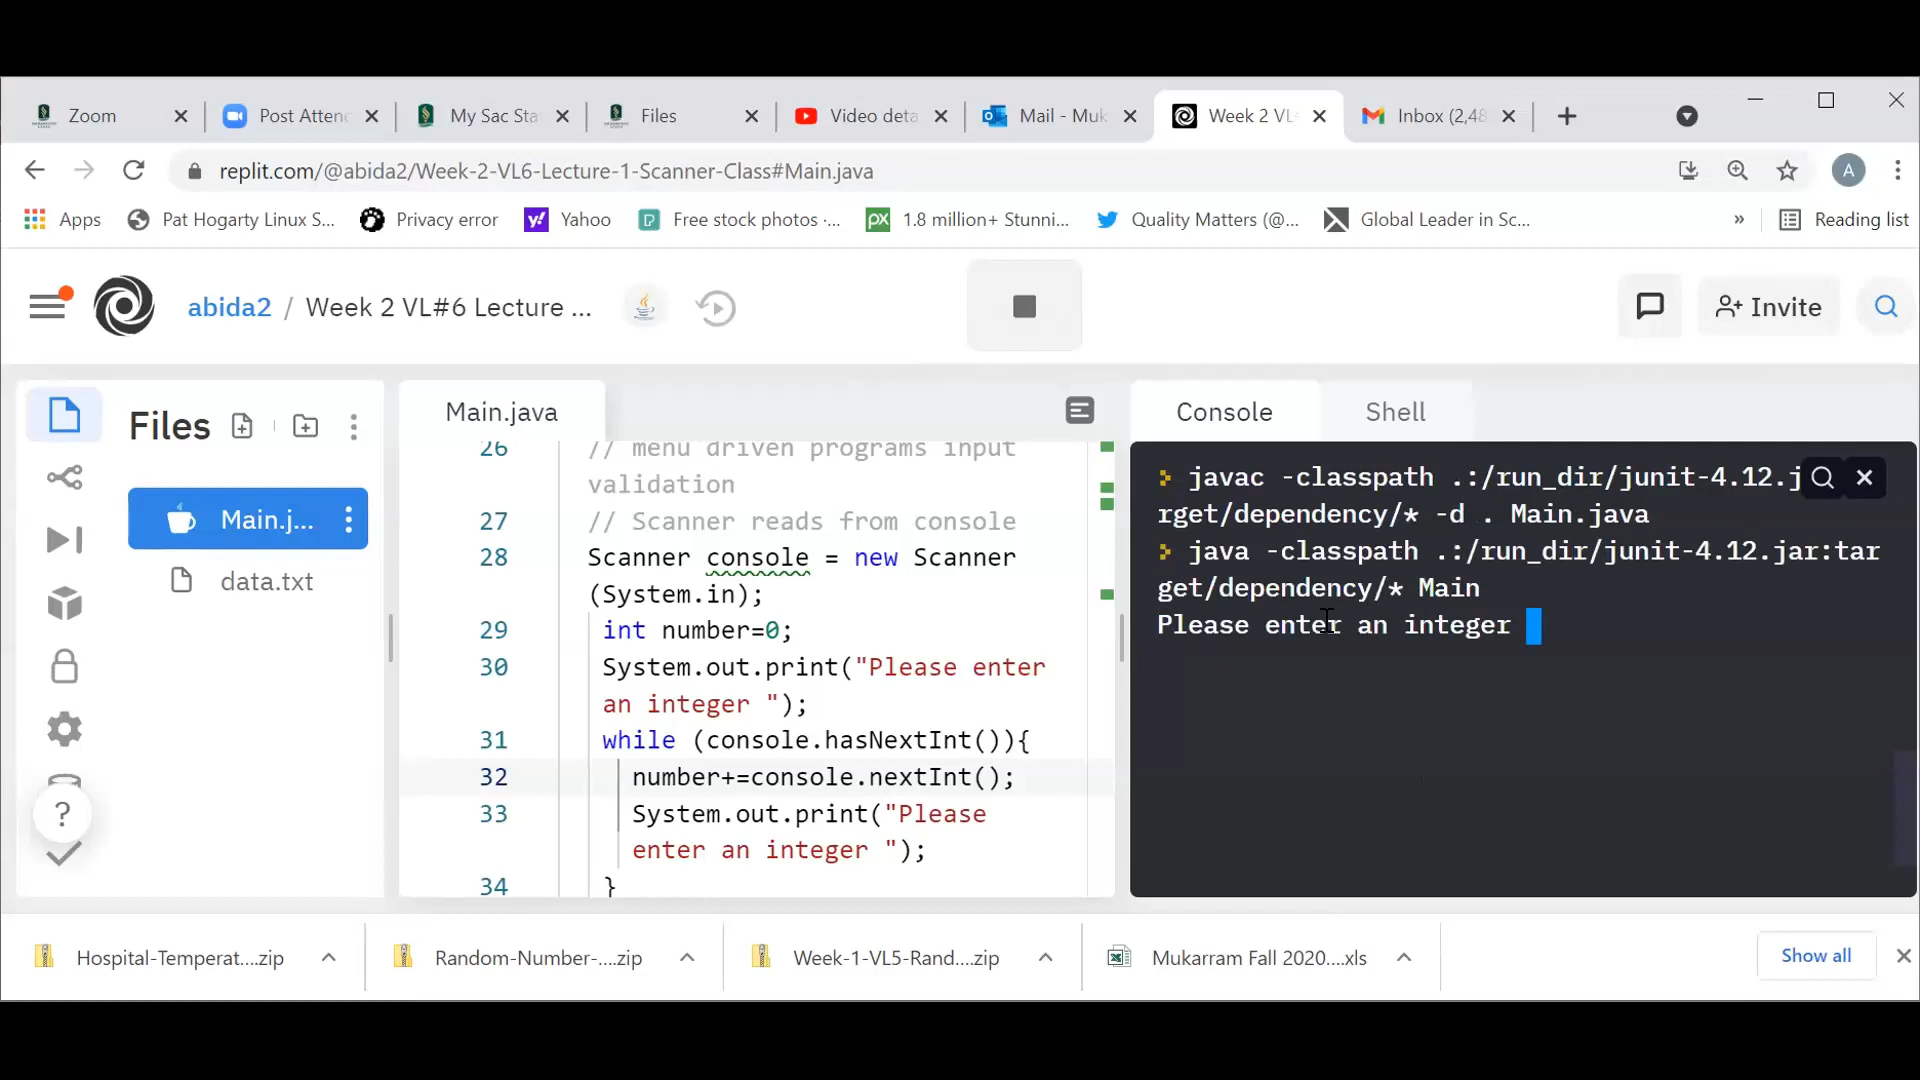 Zoom
Post Attenc
My Sac Sta
Files
Video deta
Mail - Muk
Week 2 VL
Inbox (2,48
replit.com/@abida2/Week-2-VL6-Lecture-1-Scanner-Class#Main.java
A
Apps
Pat Hogarty Linux S...
Privacy error
Yahoo
Free stock photos ·...
px
1.8 million+ Stunni...
Quality Matters (@...
Global Leader in Sc...
»
Reading list
abida2 / Week 2 VL#6 Lecture ...
Invite
Files
Main.j...
data.txt
?
Main.java
26 // menu driven programs input
validation
27 // Scanner reads from console
28 Scanner console = new Scanner
(System.in);
29 int number=0;
30 System.out.print("Please enter
an integer ");
31 while (console.hasNextInt()){
32 number+=console.nextInt();
33 System.out.print("Please
enter an integer ");
34 }
Console
Shell
javac -classpath .:/run_dir/junit-4.12.j
rget/dependency/* -d . Main.java
java -classpath .:/run_dir/junit-4.12.jar:tar
get/dependency/* Main
Please enter an integer
Hospital-Temperat....zip
Random-Number-....zip
Week-1-VL5-Rand....zip
Mukarram Fall 2020....xls
Show all